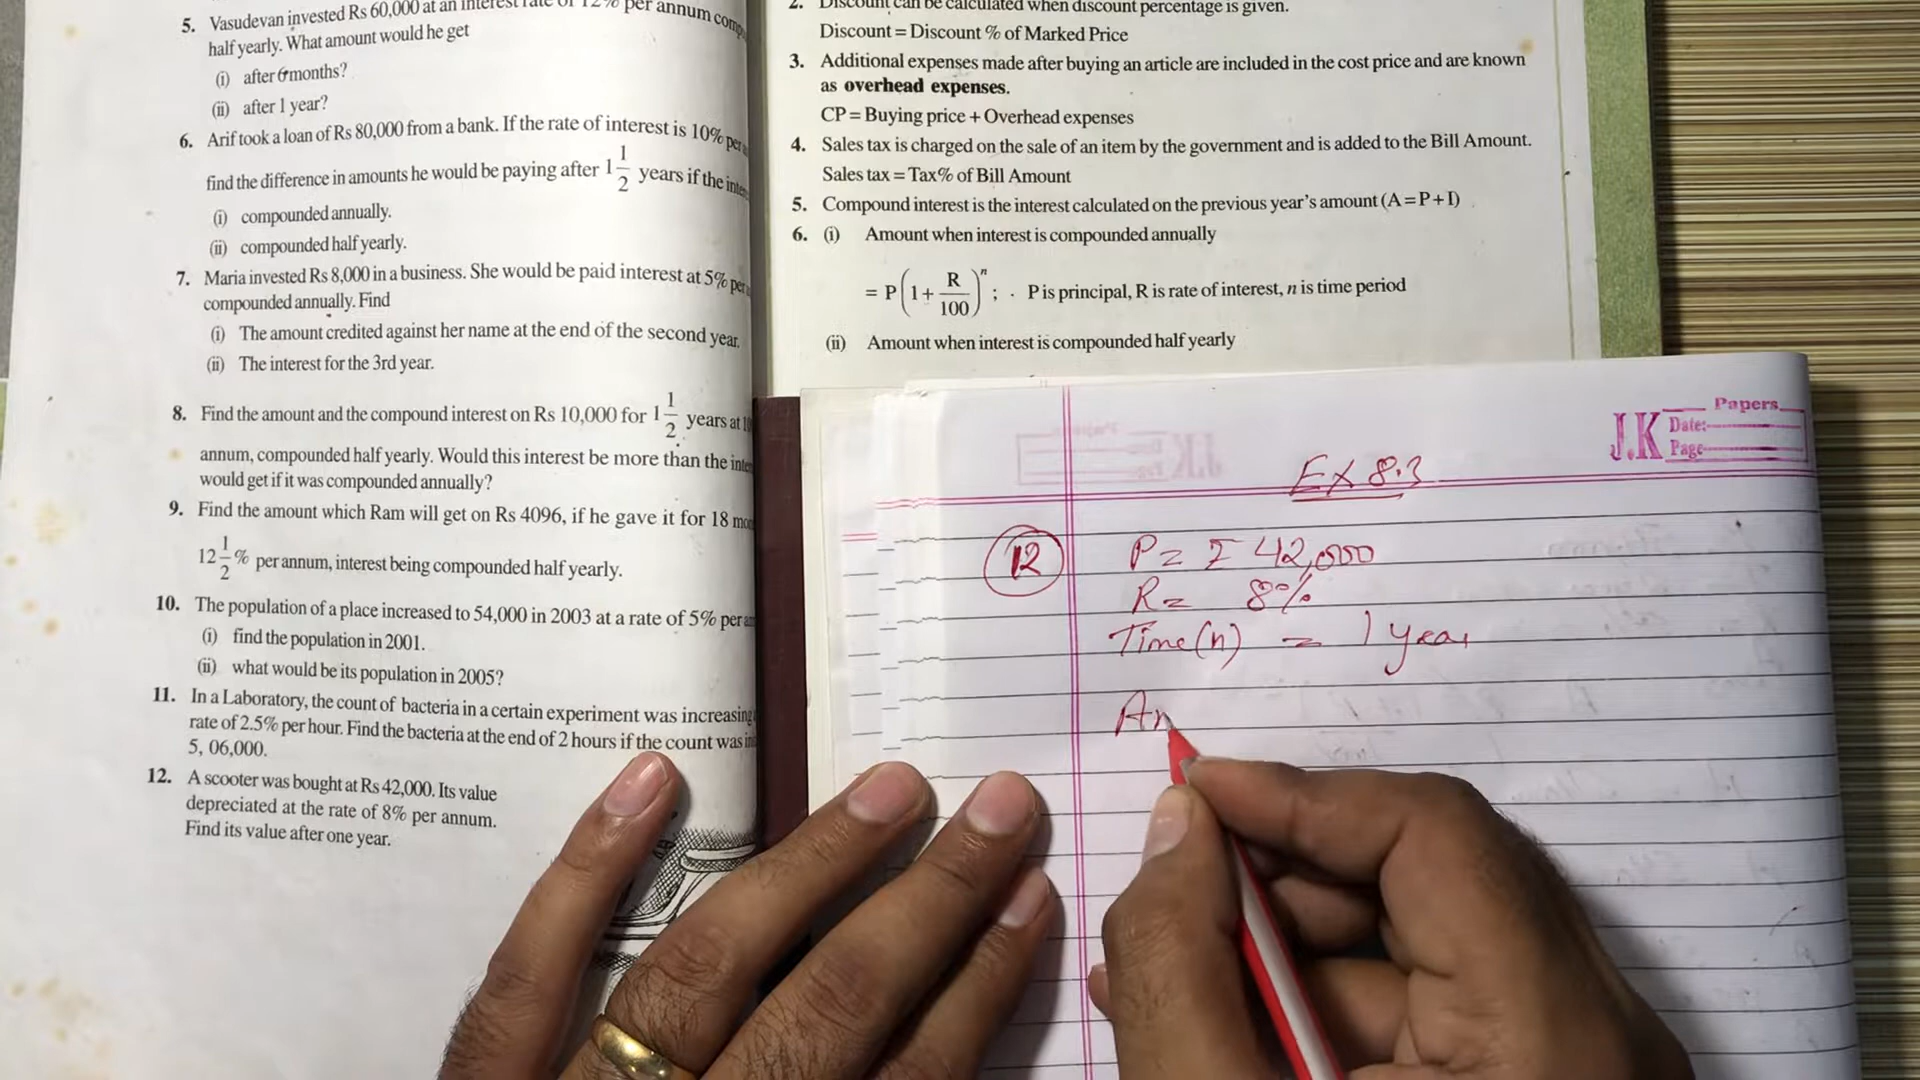 5. Vasudevan invested Rs 60,000 at an interest rate of 12% per annum
half yearly. What amount would he get
(i) after 6 months?
(ii) after 1 year?
6. Arif took a loan of Rs 80,000 from a bank. If the rate of interest is 10% per
find the difference in amounts he would be paying after 1 1/2 years if the
(i) compounded annually.
(ii) compounded half yearly.
7. Maria invested Rs 8,000 in a business. She would be paid interest at 5% per
compounded annually. Find
(i) The amount credited against her name at the end of the second year.
(ii) The interest for the 3rd year.
8. Find the amount and the compound interest on Rs 10,000 for 1 1/2 years at
annum, compounded half yearly. Would this interest be more than the
would get if it was compounded annually?
9. Find the amount which Ram will get on Rs 4096, if he gave it for 18
12 1/2 % per annum, interest being compounded half yearly.
10. The population of a place increased to 54,000 in 2003 at a rate of 5% per
(i) find the population in 2001.
(ii) what would be its population in 2005?
11. In a Laboratory, the count of bacteria in a certain experiment was increasing
rate of 2.5% per hour. Find the bacteria at the end of 2 hours if the count was
5, 06,000.
12. A scooter was bought at Rs 42,000. Its value
depreciated at the rate of 8% per annum.
Find its value after one year.
2. Discount can be calculated when discount percentage is given.
Discount = Discount % of Marked Price
3. Additional expenses made after buying an article are included in the cost price and are known
as overhead expenses.
CP = Buying price + Overhead expenses
4. Sales tax is charged on the sale of an item by the government and is added to the Bill Amount.
Sales tax = Tax% of Bill Amount
5. Compound interest is the interest calculated on the previous year's amount (A = P + I)
6. (i) Amount when interest is compounded annually
= P(1 + R/100)^n ; P is principal, R is rate of interest, n is time period
(ii) Amount when interest is compounded half yearly
J.K Papers
Date:
Page
Ex 8.3
12 P = ₹ 42,000
R = 8%
Time(n) = 1 year
Am